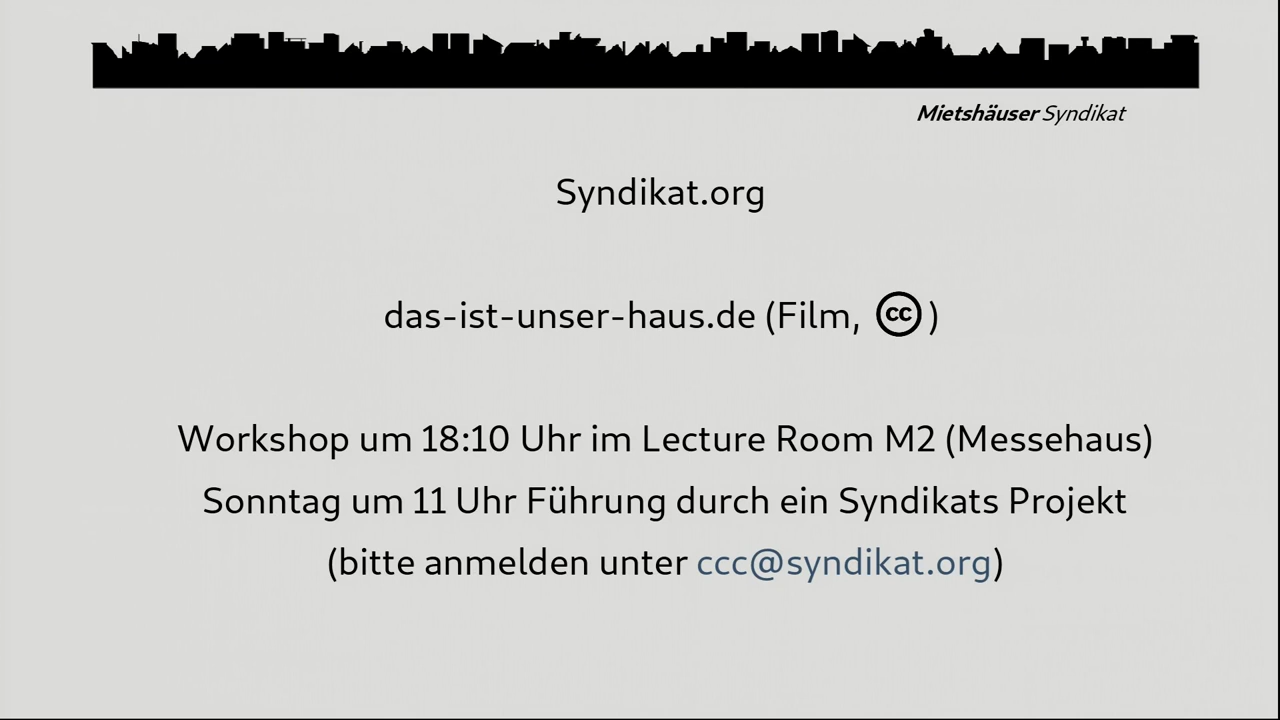 Mietshäuser Syndikat
Syndikat.org
das-ist-unser-haus.de (Film, cc )
Workshop um 18:10 Uhr im Lecture Room M2 (Messehaus)
Sonntag um 11 Uhr Führung durch ein Syndikats Projekt
(bitte anmelden unter ccc@syndikat.org)